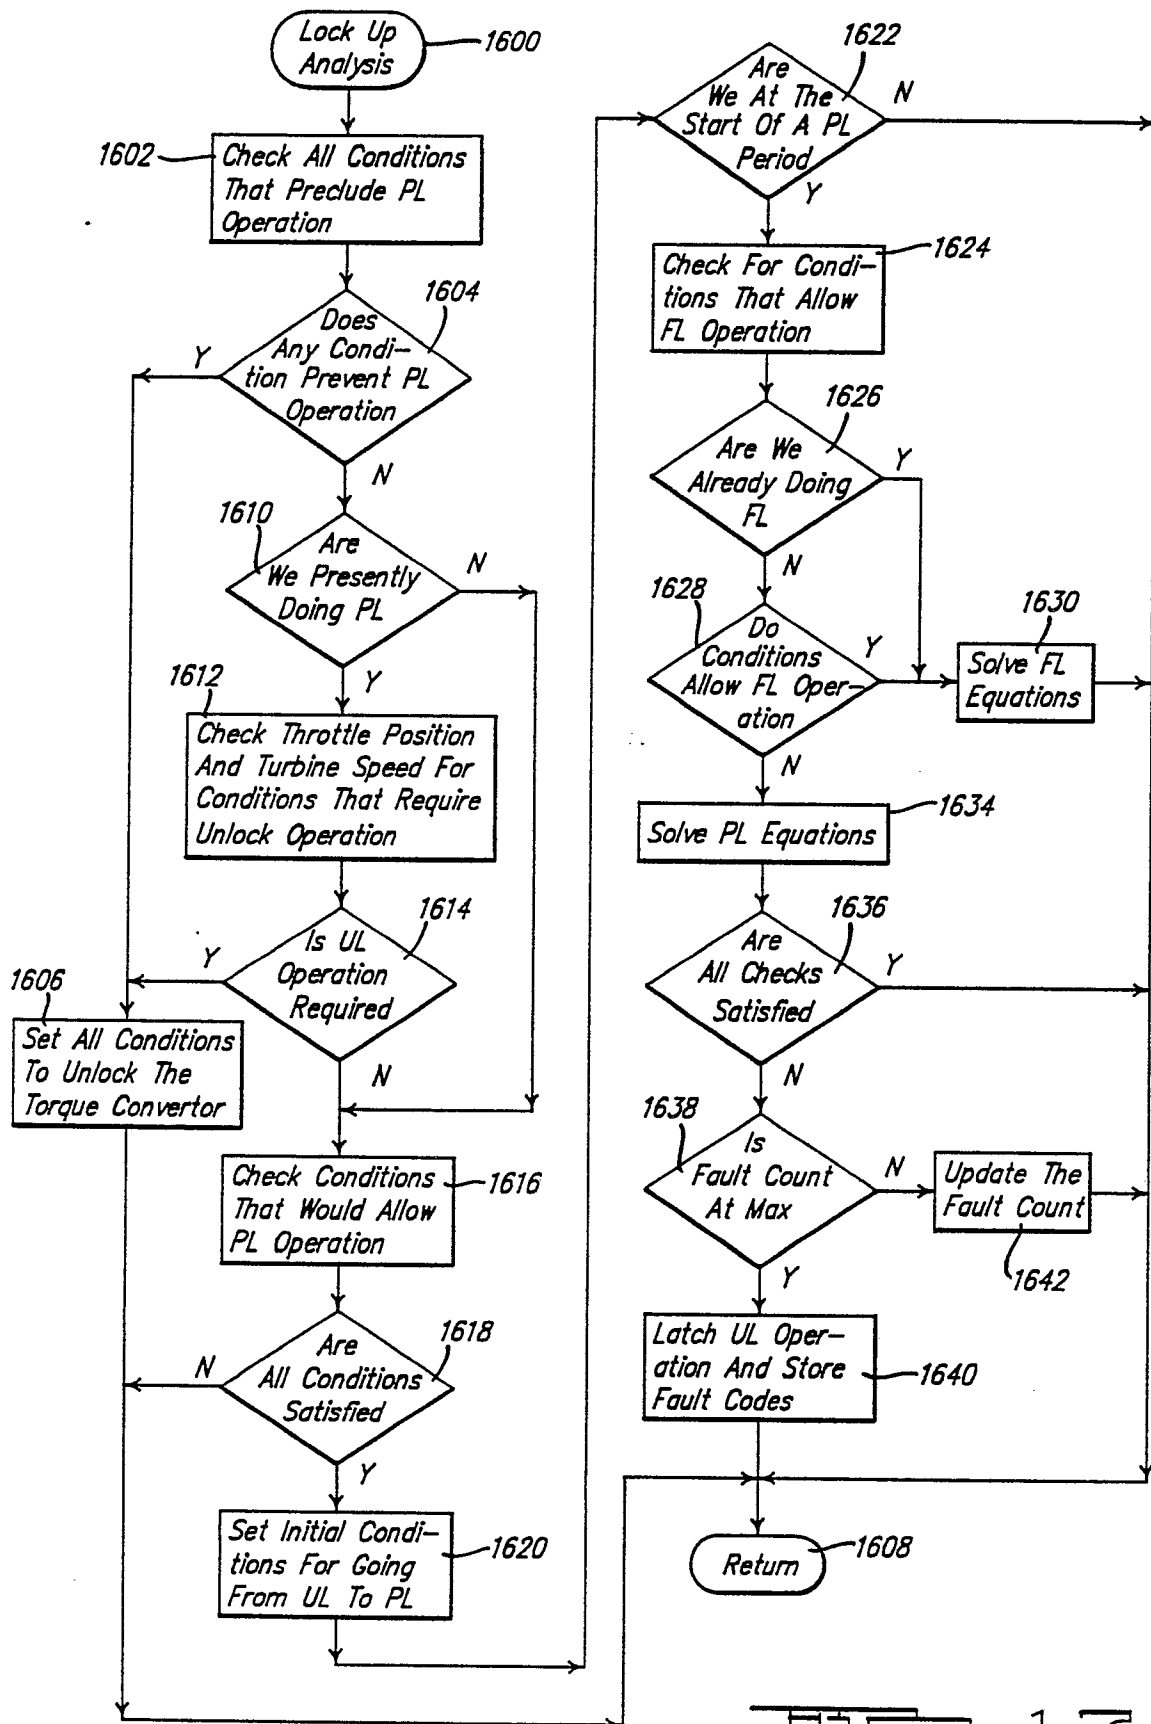 Lock Up
Analysis
1600
1602
Check All Conditions
That Preclude PL
Operation
1604
Does
Any Condi-
tion Prevent PL
Operation
Y
N
1610
Are
We Presently
Doing PL
N
Y
1612
Check Throttle Position
And Turbine Speed For
Conditions That Require
Unlock Operation
1614
Is UL
Operation
Required
Y
N
1606
Set All Conditions
To Unlock The
Torque Convertor
Check Conditions
That Would Allow
PL Operation
1616
Are
All Conditions
Satisfied
1618
N
Y
Set Initial Condi-
tions For Going
From UL To PL
1620
1622
Are
We At The
Start Of A PL
Period
N
Y
1624
Check For Condi-
tions That Allow
FL Operation
1626
Are We
Already Doing
FL
Y
N
1628
Do
Conditions
Allow FL Oper-
ation
Y
N
1630
Solve FL
Equations
1634
Solve PL Equations
1636
Are
All Checks
Satisfied
Y
N
1638
Is
Fault Count
At Max
N
Y
Update The
Fault Count
1642
Latch UL Oper-
ation And Store
Fault Codes
1640
Return
1608